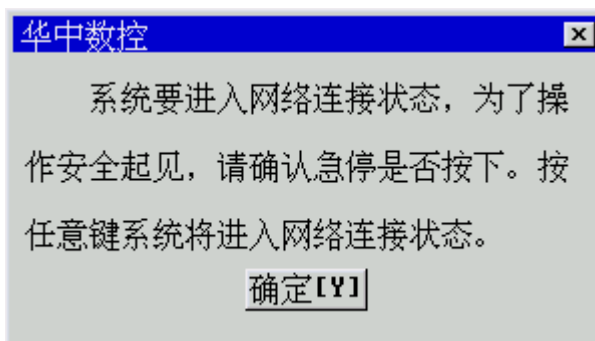 华中数控
系统要进入网络连接状态，为了操
作安全起见，请确认急停是否按下。按
任意键系统将进入网络连接状态。
确定[Y]